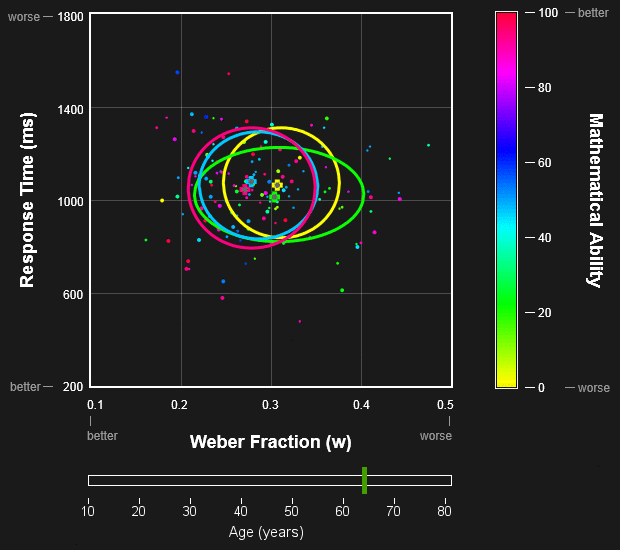 worse
1800
1400
1000
600
200
better
Response Time (ms)
0.1 0.2 0.3 0.4 0.5
better
worse
Weber Fraction (w)
10 20 30 40 50 60 70 80
Age (years)
100
80
60
40
20
0
better
worse
Mathematical Ability